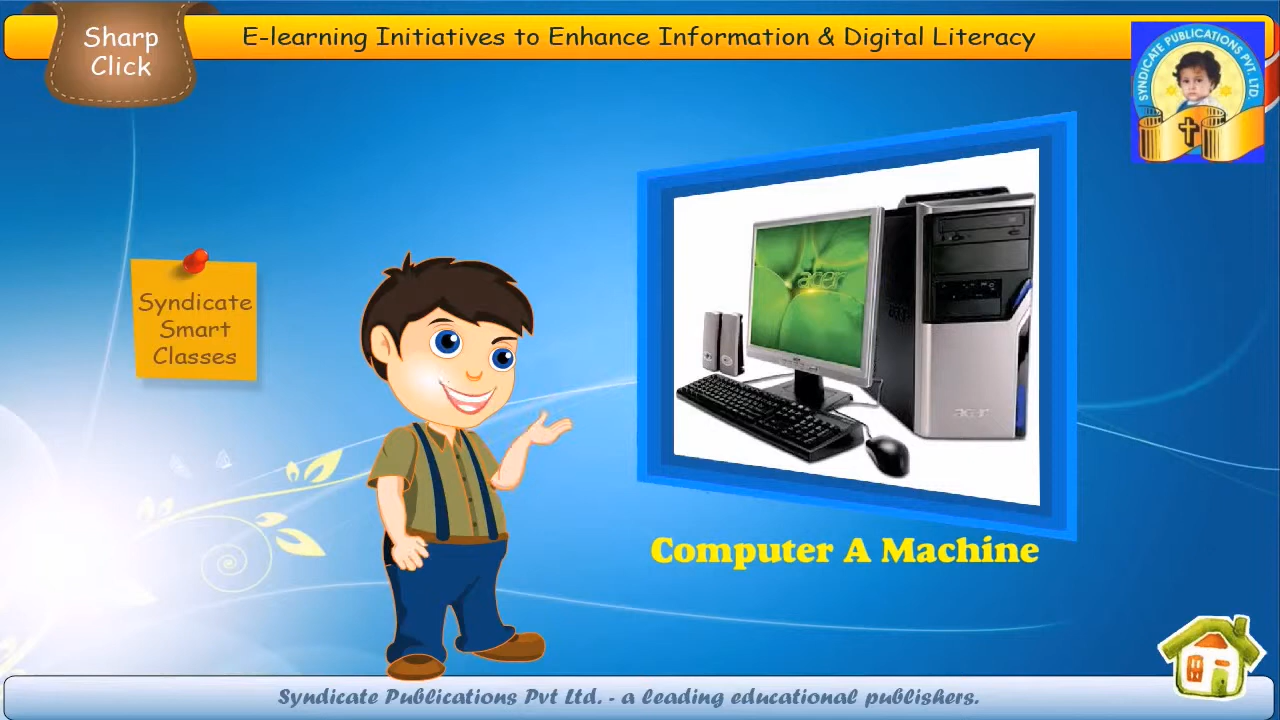 Sharp
Click
E-learning Initiatives to Enhance Information & Digital Literacy
SYNDICATE PUBLICATIONS PVT. LTD.
Syndicate
Smart
Classes
acer
acer
Computer A Machine
Syndicate Publications Pvt Ltd. - a leading educational publishers.